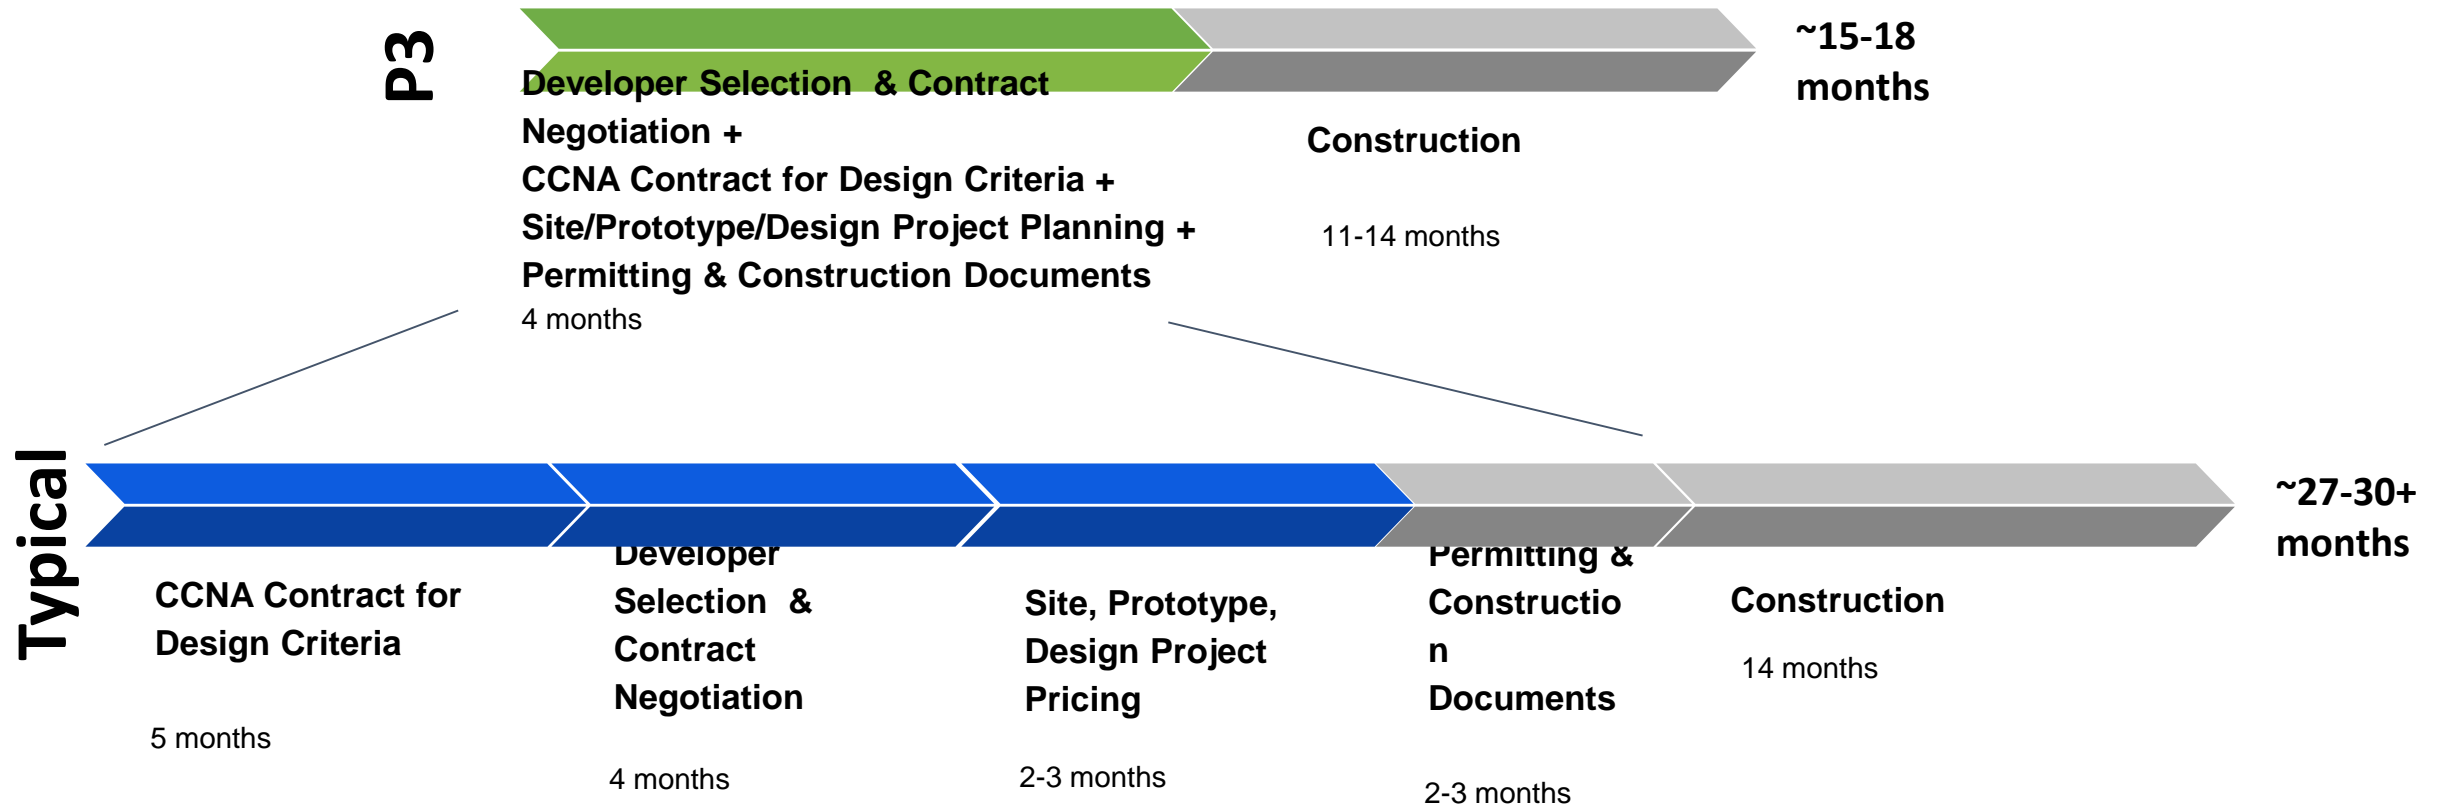 P3
Developer Selection & Contract
Negotiation +
CCNA Contract for Design Criteria +
Site/Prototype/Design Project Planning +
Permitting & Construction Documents
4 months
Construction
11-14 months
~15-18
months
Typical
CCNA Contract for
Design Criteria
5 months
Developer
Selection &
Contract
Negotiation
4 months
Site, Prototype,
Design Project
Pricing
2-3 months
Permitting &
Constructio
n
Documents
2-3 months
Construction
14 months
~27-30+
months